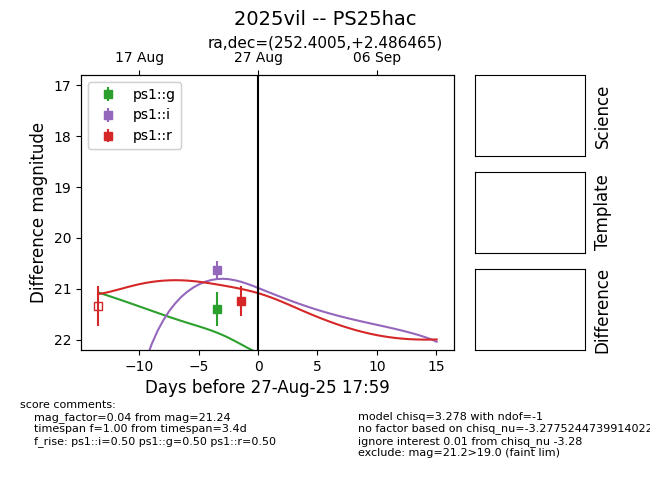 2025vil -- PS25hac
ra,dec=(252.4005,+2.486465)
17 Aug
27 Aug
06 Sep
ps1::g
ps1::i
ps1::r
17
18
19
20
21
22
Difference magnitude
−10
−5
0
5
10
15
Days before 27-Aug-25 17:59
Science
Template
Difference
score comments:
mag_factor=0.04 from mag=21.24
timespan f=1.00 from timespan=3.4d
f_rise: ps1::i=0.50 ps1::g=0.50 ps1::r=0.50
model chisq=3.278 with ndof=-1
no factor based on chisq_nu=-3.2775244739914022
ignore interest 0.01 from chisq_nu -3.28
exclude: mag=21.2>19.0 (faint lim)